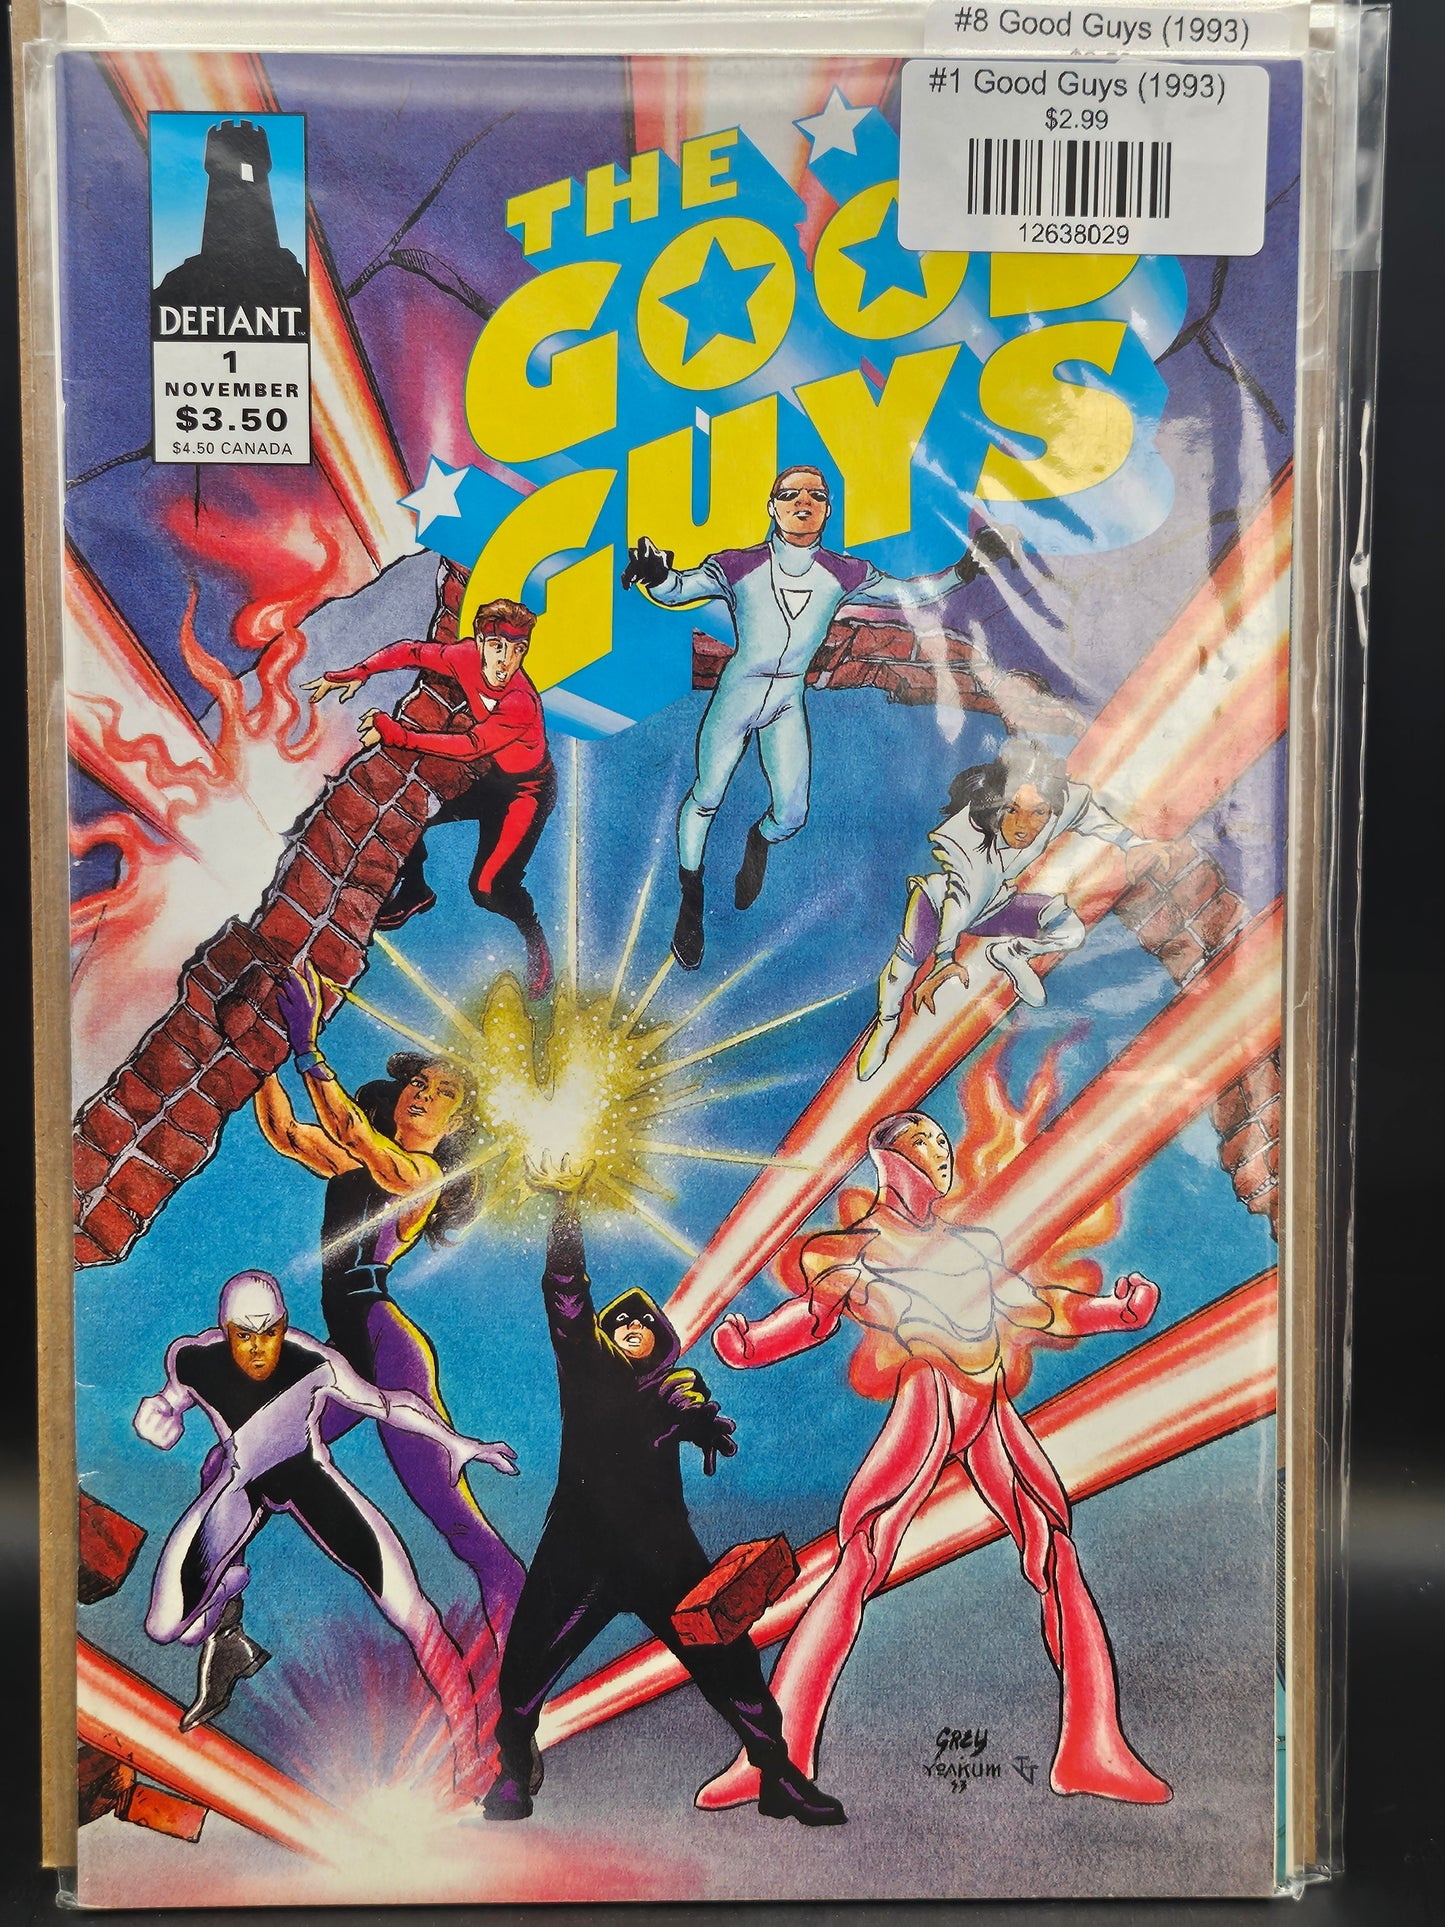 #8 Good Guys (1993)
#1 Good Guys (1993)
$2.99
12638029
DEFIANT
1
NOVEMBER
$3.50
$4.50 CANADA
THE
GOOD
GUYS
GREY
YEAKUM
93